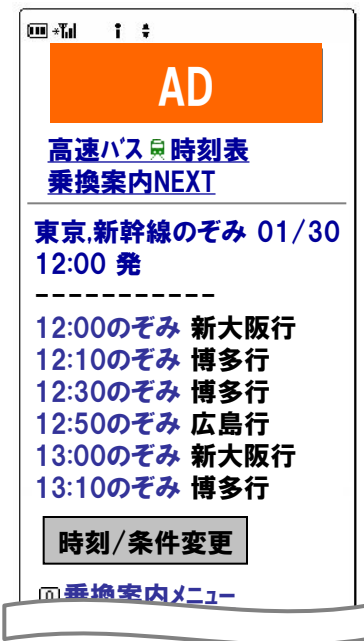 AD
高速バス時刻表
乗換案内NEXT
東京,新幹線のぞみ 01/30
12:00 発
-----------
12:00のぞみ 新大阪行
12:10のぞみ 博多行
12:30のぞみ 博多行
12:50のぞみ 広島行
13:00のぞみ 新大阪行
13:10のぞみ 博多行
時刻/条件変更
0 乗換案内メニュー